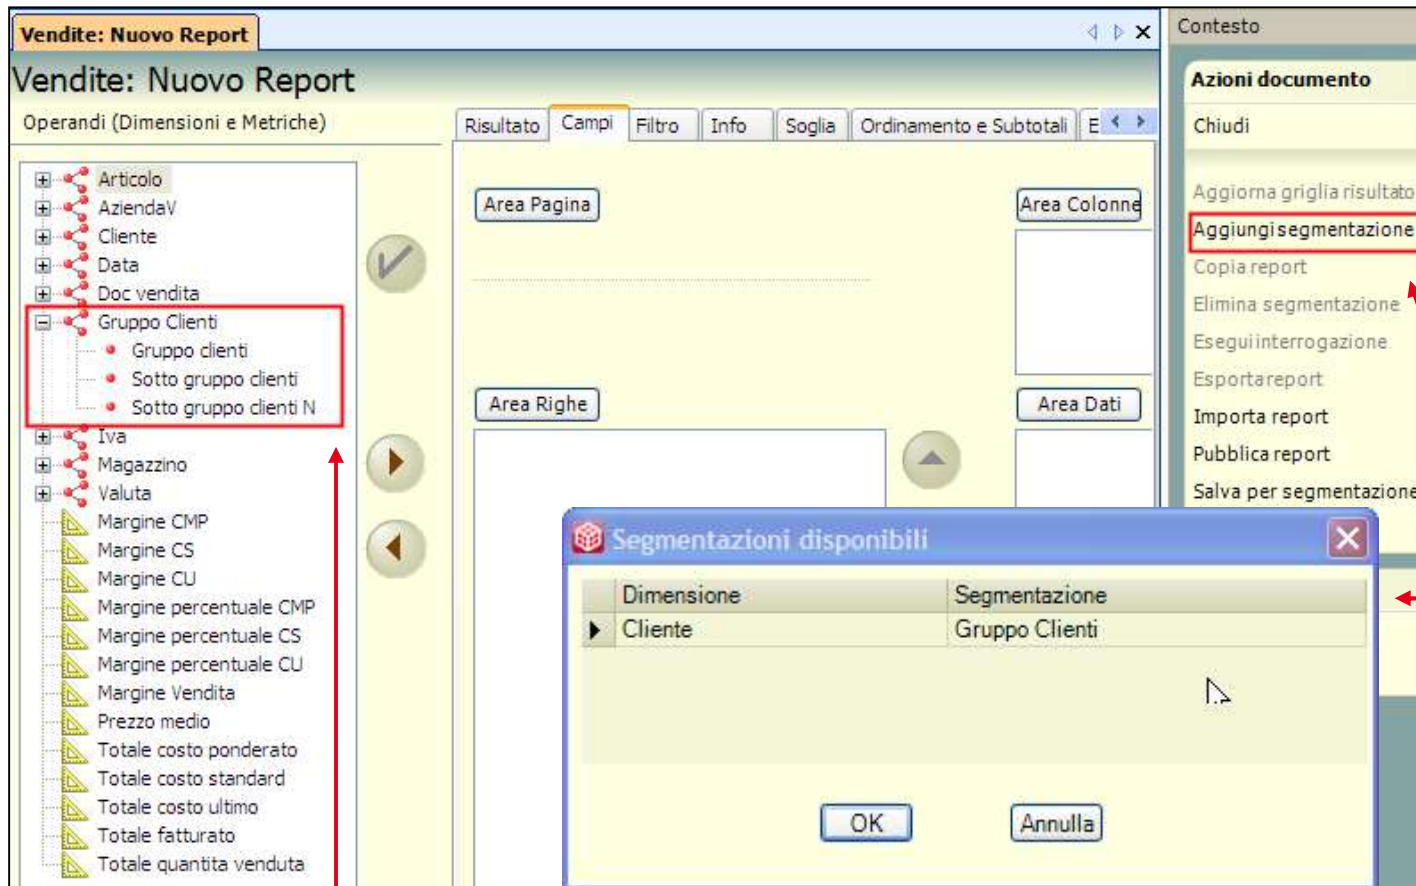 Vendite: Nuovo Report
Vendite: Nuovo Report
Operandi (Dimensioni e Metriche)
Articolo
AziendaV
Cliente
Data
Doc vendita
Gruppo Clienti
Gruppo clienti
Sotto gruppo clienti
Sotto gruppo clienti N
Iva
Magazzino
Valuta
Margine CMP
Margine CS
Margine CU
Margine percentuale CMP
Margine percentuale CS
Margine percentuale CU
Margine Vendita
Prezzo medio
Totale costo ponderato
Totale costo standard
Totale costo ultimo
Totale fatturato
Totale quantita venduta
Risultato Campi Filtro Info Soglia Ordinamento e Subtotali E
Area Pagina
Area Colonne
Area Righe
Area Dati
Segmentazioni disponibili
Dimensione Segmentazione
Cliente Gruppo Clienti
OK Annulla
Contesto
Azioni documento
Chiudi
Aggiorna griglia risultato
Aggiungi segmentazione
Copia report
Elimina segmentazione
Esegui interrogazione
Esporta report
Importa report
Pubblica report
Salva per segmentazione